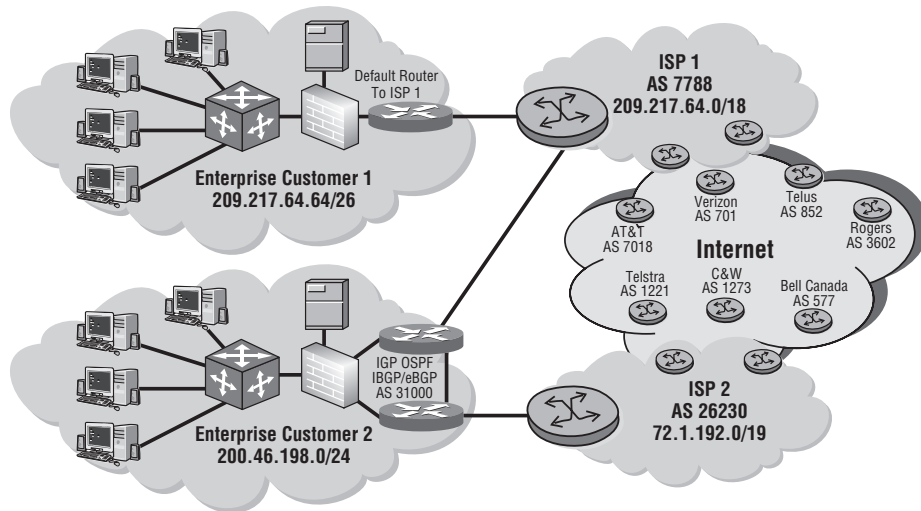 Default Router
To ISP 1
Enterprise Customer 1
209.217.64.64/26
ISP 1
AS 7788
209.217.64.0/18
Verizon
AS 701
Telus
AS 852
AT&T
AS 7018
Rogers
AS 3602
Internet
Telstra
AS 1221
C&W
AS 1273
Bell Canada
AS 577
IGP OSPF
IBGP/eBGP
AS 31000
Enterprise Customer 2
200.46.198.0/24
ISP 2
AS 26230
72.1.192.0/19